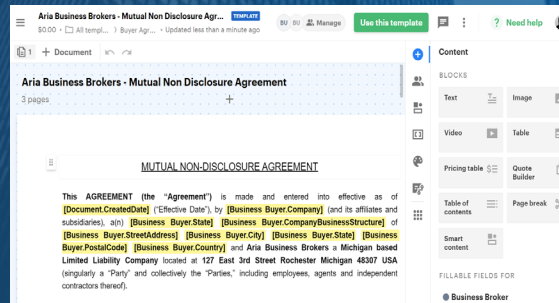 Aria Business Brokers - Mutual Non Disclosure Agr... TEMPLATE
$0.00 • All templ... > Buyer Agr... • Updated less than a minute ago
BU BU Manage
Use this template
Need help
1 + Document
Aria Business Brokers - Mutual Non Disclosure Agreement
3 pages
MUTUAL NON-DISCLOSURE AGREEMENT
This AGREEMENT (the “Agreement”) is made and entered into effective as of
[Document.CreatedDate] (“Effective Date”), by [Business Buyer.Company] (and its affiliates and
subsidiaries), a(n) [Business Buyer.State] [Business Buyer.CompanyBusinessStructure] of
[Business Buyer.StreetAddress] [Business Buyer.City] [Business Buyer.State] [Business
Buyer.PostalCode] [Business Buyer.Country] and Aria Business Brokers a Michigan based
Limited Liability Company located at 127 East 3rd Street Rochester Michigan 48307 USA
(singularly a “Party” and collectively the “Parties,” including employees, agents and independent
contractors thereof).
Content
BLOCKS
Text
Image
Video
Table
Pricing table
Quote
Builder
Table of
contents
Page break
Smart
content
FILLABLE FIELDS FOR
Business Broker